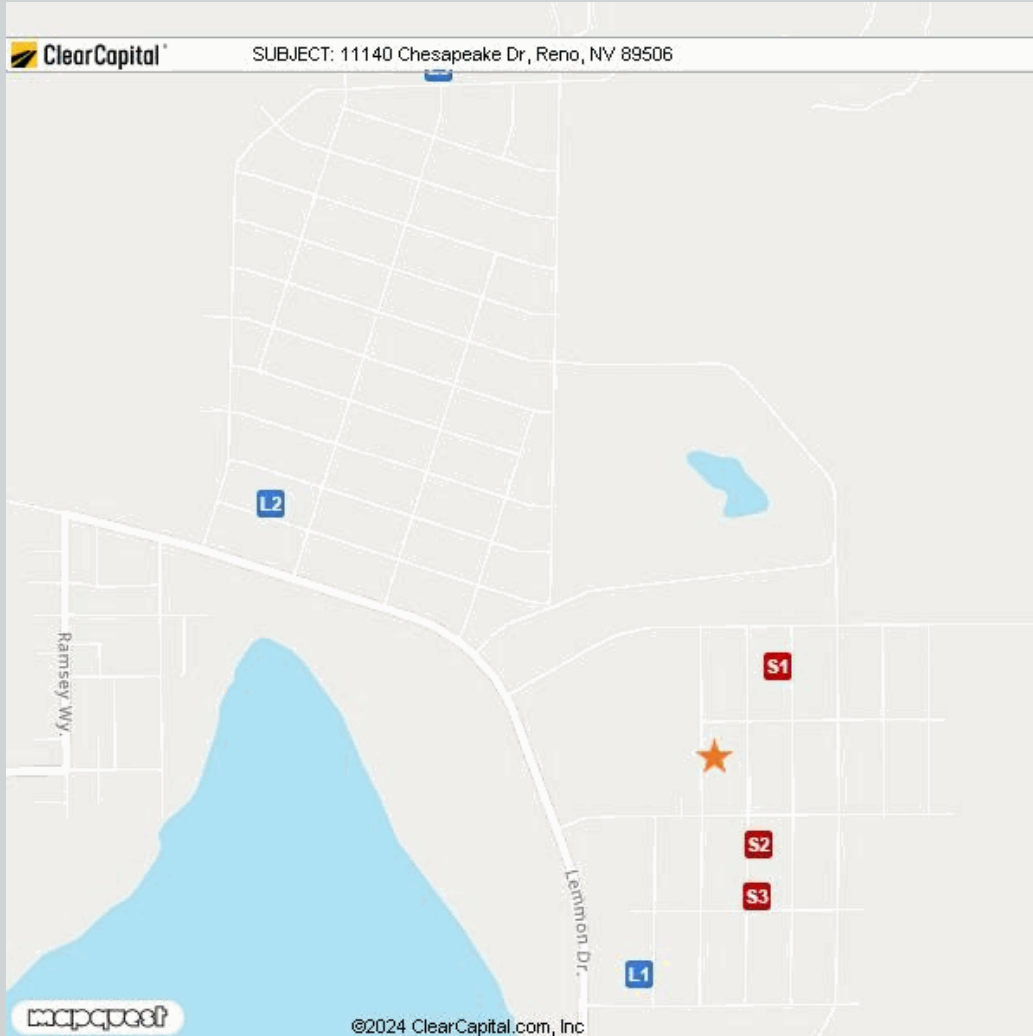 ClearCapital
SUBJECT: 11140 Chesapeake Dr, Reno, NV 89506
L2
Ramsey Wy.
S1
S2
S3
Lemmon Dr.
L1
mapquest
©2024 ClearCapital.com, Inc